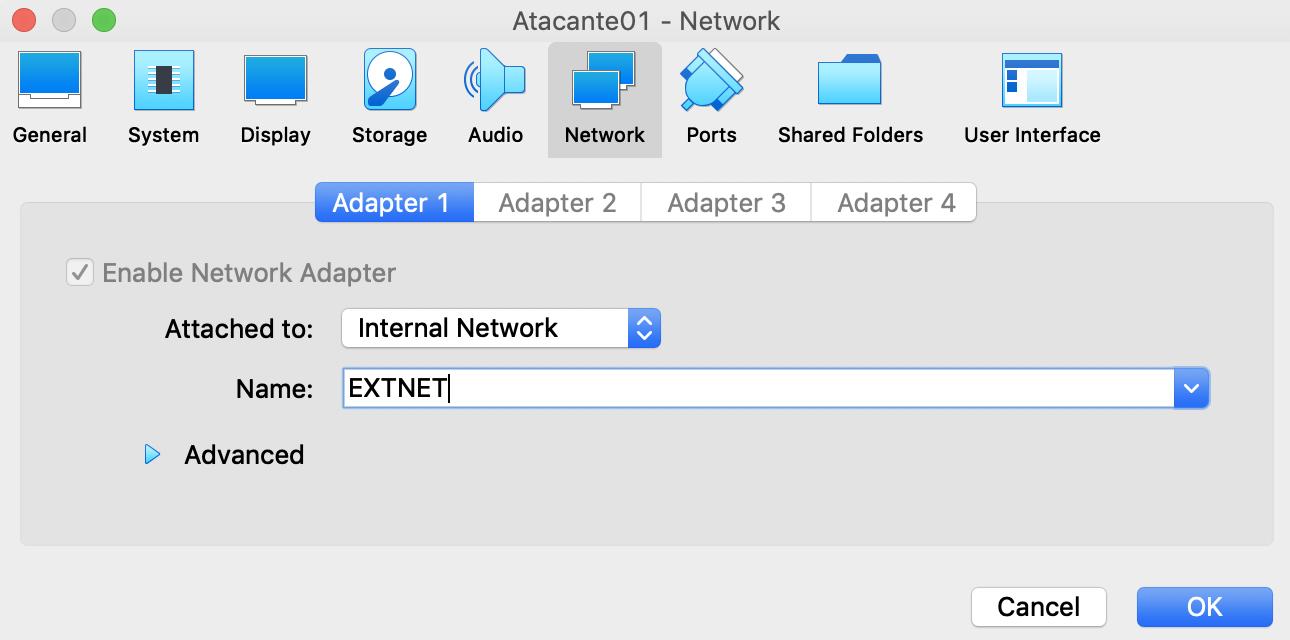 Atacante01 - Network
General System Display Storage Audio Network Ports Shared Folders User Interface
Adapter 1 Adapter 2 Adapter 3 Adapter 4
Enable Network Adapter
Attached to: Internal Network
Name: EXTNET
Advanced
Cancel OK